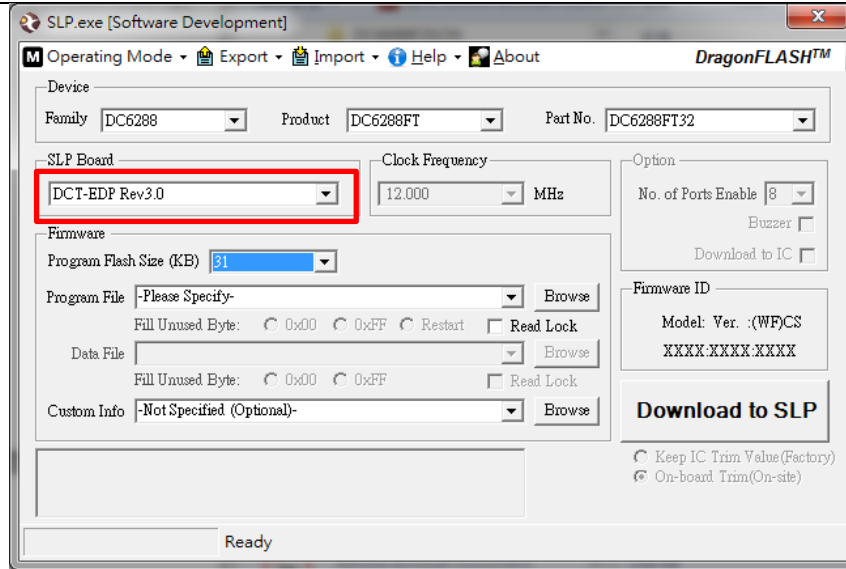 SLP.exe [Software Development]
M Operating Mode Export Import Help About DragonFLASH™
Device
Family DC6288 Product DC6288FT Part No. DC6288FT32
SLP Board Clock Frequency Option
DCT-EDP Rev3.0 12.000 MHz No. of Ports Enable 8
Buzzer
Firmware
Program Flash Size (KB) 31 Download to IC
Program File -Please Specify- Browse Firmware ID
Fill Unused Byte: 0x00 0xFF Restart Read Lock Model: Ver. :(WF)CS
Data File Browse XXXX:XXXX:XXXX
Fill Unused Byte: 0x00 0xFF Read Lock
Custom Info -Not Specified (Optional)- Browse Download to SLP
Keep IC Trim Value(Factory)
On-board Trim(On-site)
Ready